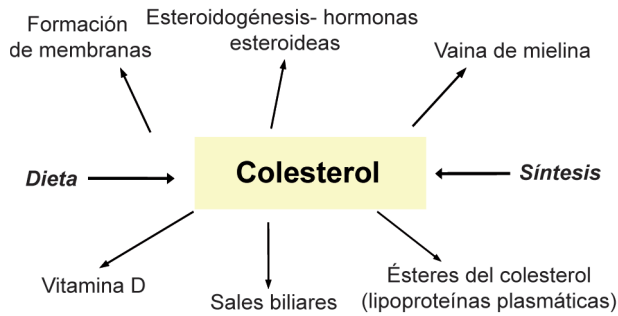 Formación
de membranas
Esteroidogénesis- hormonas
esteroideas
Vaina de mielina
Dieta
Colesterol
Síntesis
Vitamina D
Sales biliares
Ésteres del colesterol
(lipoproteínas plasmáticas)